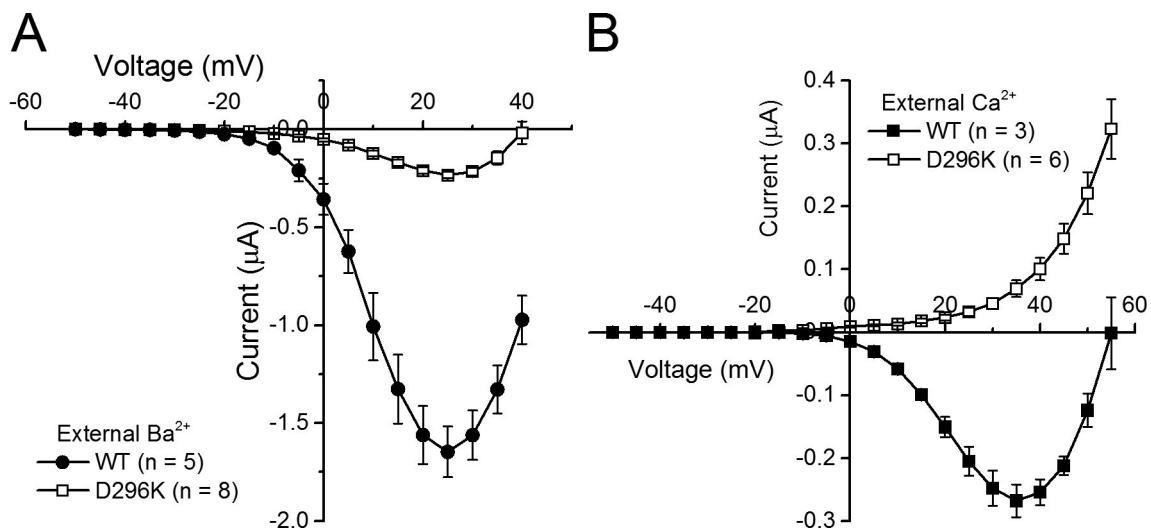 A
Voltage (mV)
-60 -40 -20 0 20 40
0.0
-0.5
-1.0
-1.5
-2.0
Current (µA)
External Ba²⁺
WT (n = 5)
D296K (n = 8)
B
0.4
0.3
0.2
0.1
0
-0.1
-0.2
-0.3
Current (µA)
External Ca²⁺
WT (n = 3)
D296K (n = 6)
-40 -20 0 20 40 60
Voltage (mV)